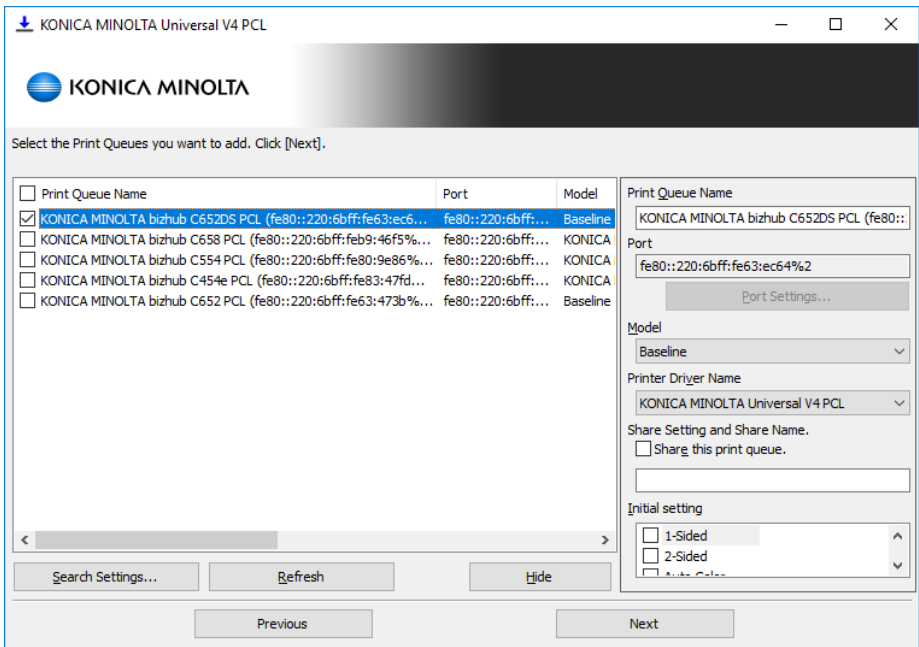 KONICA MINOLTA Universal V4 PCL
KONICA MINOLTA
Select the Print Queues you want to add. Click [Next].
Print Queue Name Port Model
KONICA MINOLTA bizhub C652DS PCL (fe80::220:6bff:fe63:ec6... fe80::220:6bff:... Baseline
KONICA MINOLTA bizhub C658 PCL (fe80::220:6bff:feb9:46f5%... fe80::220:6bff:... KONICA
KONICA MINOLTA bizhub C554 PCL (fe80::220:6bff:fe80:9e86%... fe80::220:6bff:... KONICA
KONICA MINOLTA bizhub C454e PCL (fe80::220:6bff:fe83:47fd... fe80::220:6bff:... KONICA
KONICA MINOLTA bizhub C652 PCL (fe80::220:6bff:fe63:473b%... fe80::220:6bff:... Baseline
Search Settings...
Refresh
Hide
Print Queue Name
KONICA MINOLTA bizhub C652DS PCL (fe80::
Port
fe80::220:6bff:fe63:ec64%2
Port Settings...
Model
Baseline
Printer Driver Name
KONICA MINOLTA Universal V4 PCL
Share Setting and Share Name.
Share this print queue.
Initial setting
1-Sided
2-Sided
Auto Color
Previous
Next